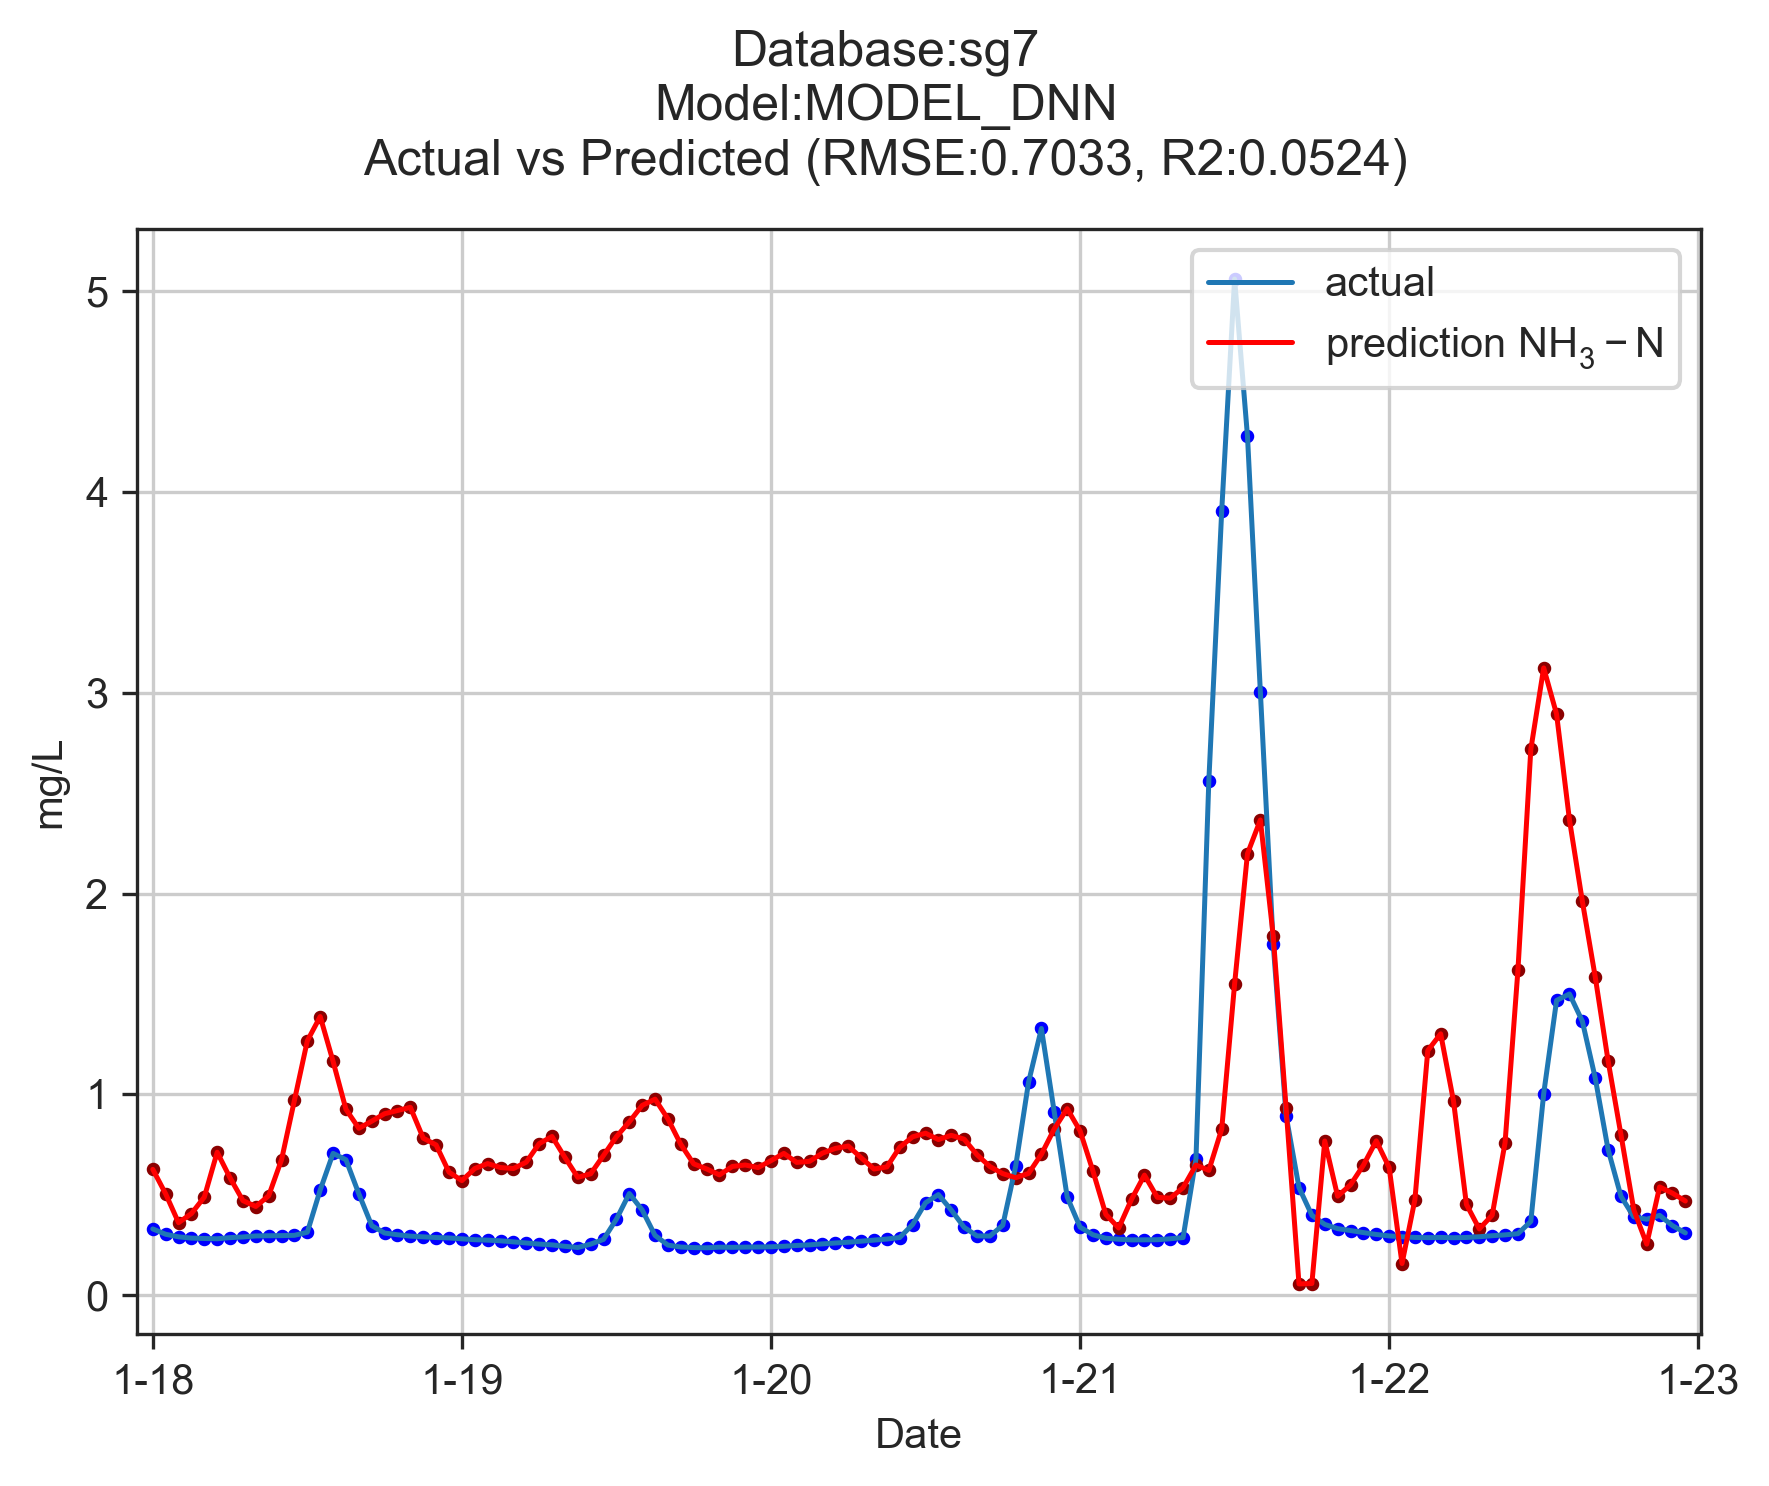 Database:sg7
Model:MODEL_DNN
Actual vs Predicted (RMSE:0.7033, R2:0.0524)
actual
prediction NH₃ − N
5
4
3
2
1
0
mg/L
1-18 1-19 1-20 1-21 1-22 1-23
Date